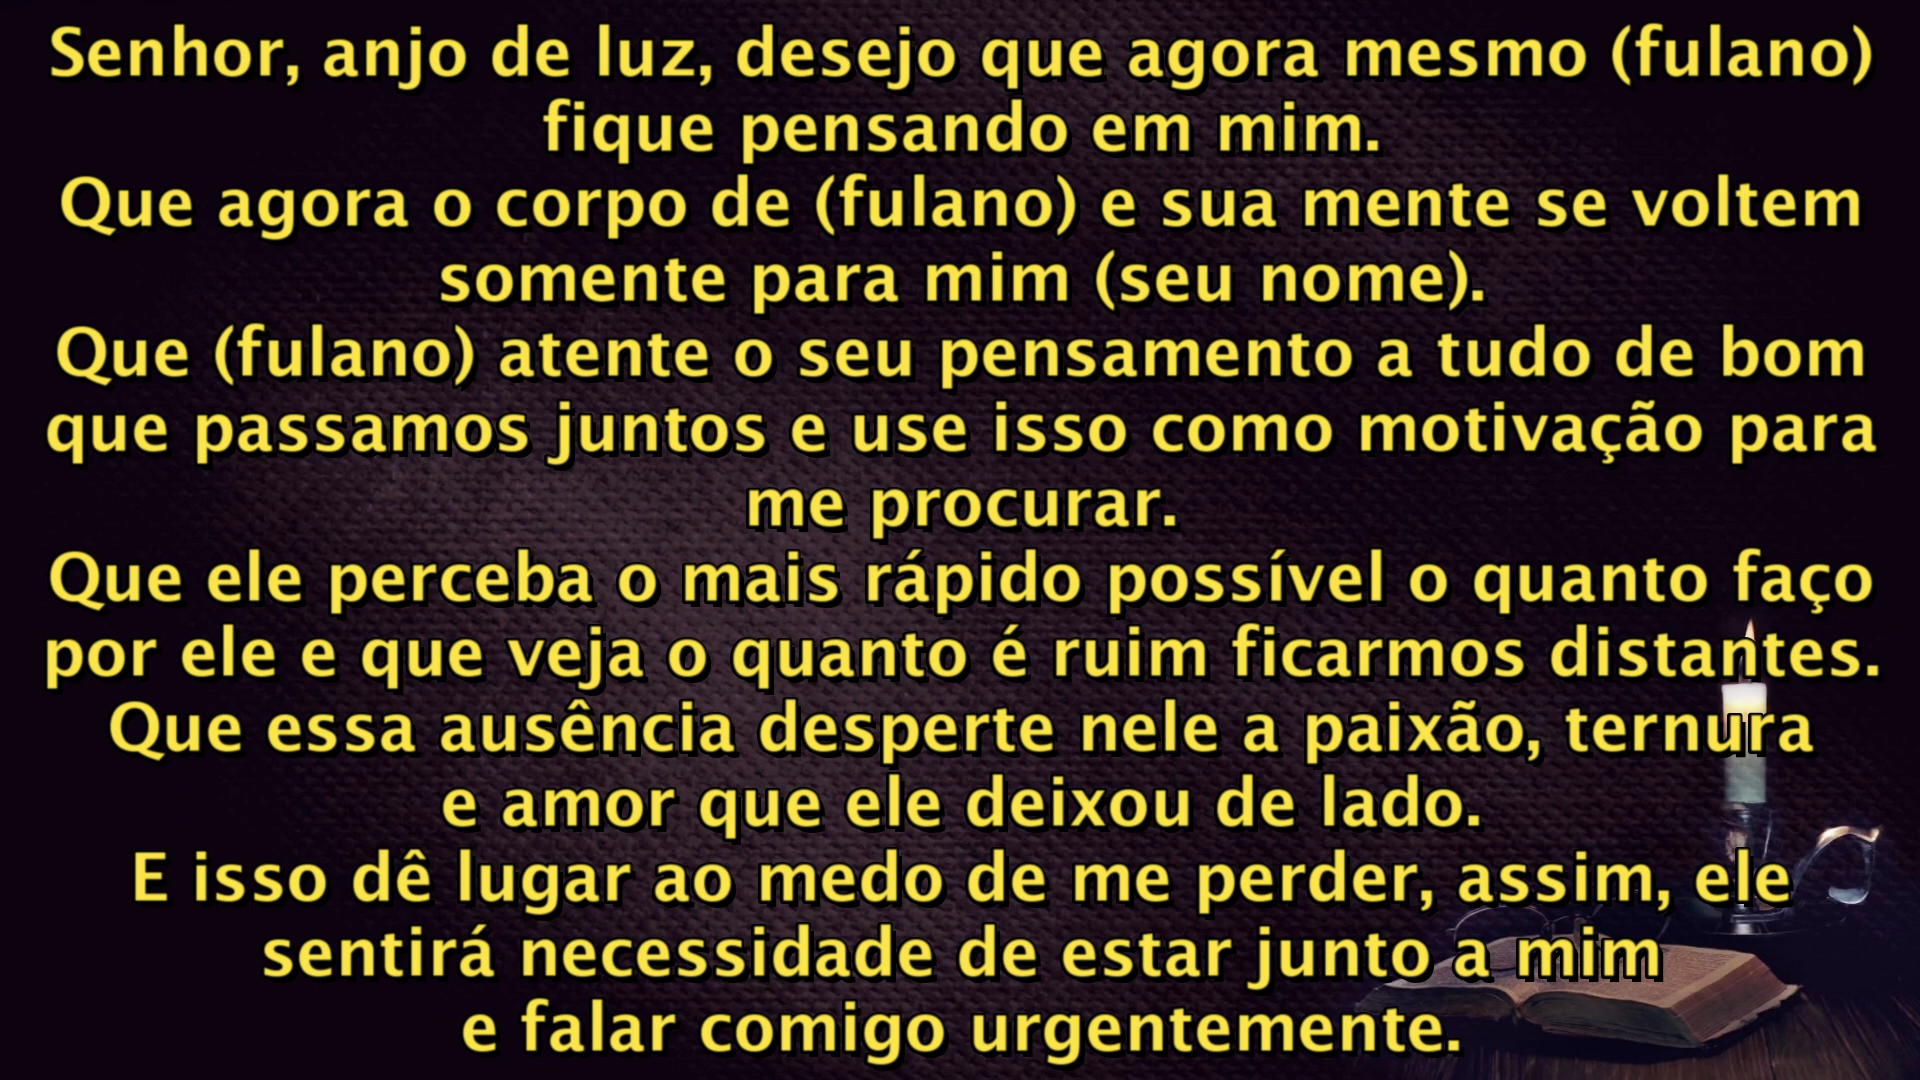 Senhor, anjo de luz, desejo que agora mesmo (fulano)
fique pensando em mim.
Que agora o corpo de (fulano) e sua mente se voltem
somente para mim (seu nome).
Que (fulano) atente o seu pensamento a tudo de bom
que passamos juntos e use isso como motivação para
me procurar.
Que ele perceba o mais rápido possível o quanto faço
por ele e que veja o quanto é ruim ficarmos distantes.
Que essa ausência desperte nele a paixão, ternura
e amor que ele deixou de lado.
E isso dê lugar ao medo de me perder, assim, ele
sentirá necessidade de estar junto a mim
e falar comigo urgentemente.